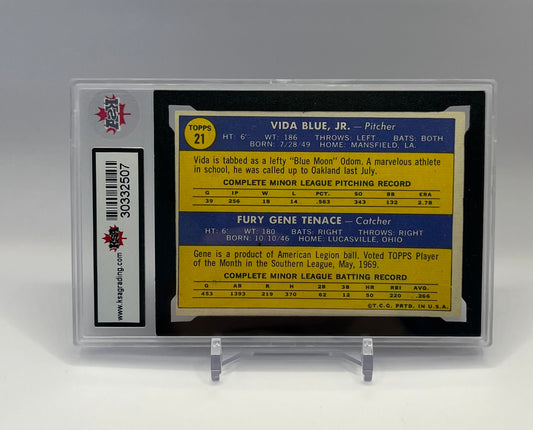 KSA
30332507
KSA
www.ksagrading.com
TOPPS
21
VIDA BLUE, JR. — Pitcher
HT: 6' WT: 186 THROWS: LEFT BATS: BOTH
BORN: 7/28/49 HOME: MANSFIELD, LA.
Vida is tabbed as a lefty "Blue Moon" Odom. A marvelous athlete
in school, he was called up to Oakland last July.
COMPLETE MINOR LEAGUE PITCHING RECORD
G IP W L PCT. SO BB ERA
39 256 18 14 .563 343 132 2.78
FURY GENE TENACE — Catcher
HT: 6' WT: 180 BATS: RIGHT THROWS: RIGHT
BORN: 10/10/46 HOME: LUCASVILLE, OHIO
Gene is a product of American Legion ball. Voted TOPPS Player
of the Month in the Southern League, May, 1969.
COMPLETE MINOR LEAGUE BATTING RECORD
G AB R H 2B 3B HR RBI AVG.
453 1393 219 370 62 12 50 220 .266
©T.C.G. PRTD. IN U.S.A.